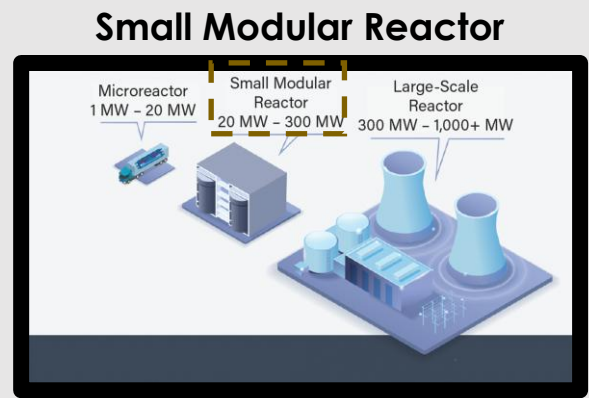 Small Modular Reactor
Microreactor
1 MW – 20 MW
Small Modular
Reactor
20 MW – 300 MW
Large-Scale
Reactor
300 MW – 1,000+ MW